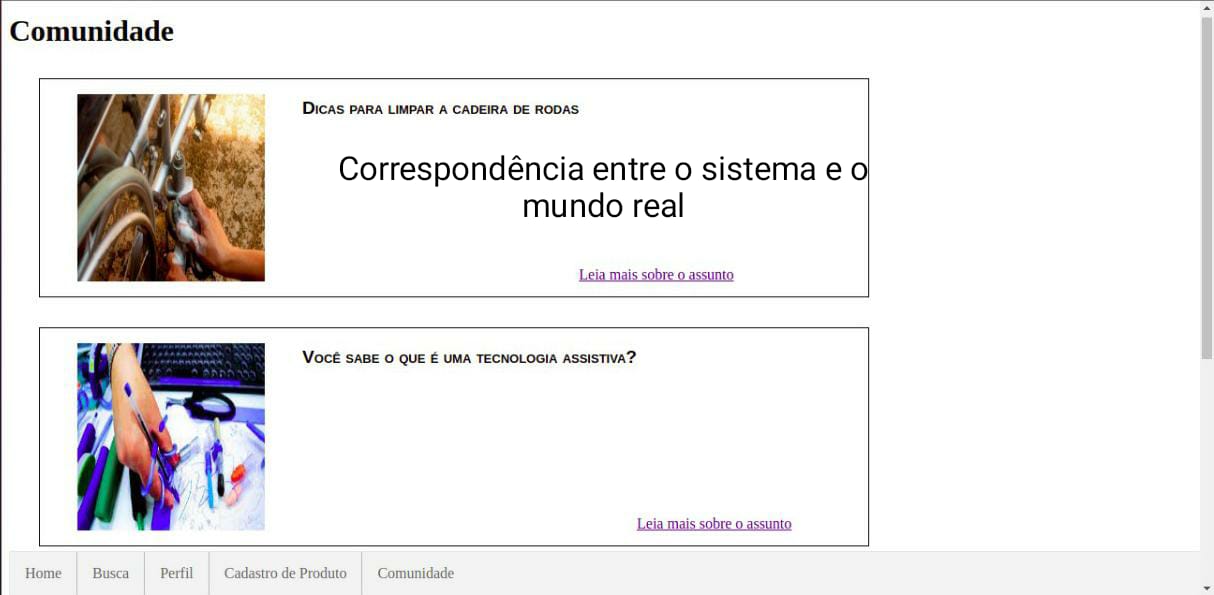 Comunidade
Dicas para limpar a cadeira de rodas
Correspondência entre o sistema e o
mundo real
Leia mais sobre o assunto
Você sabe o que é uma tecnologia assistiva?
Leia mais sobre o assunto
Home Busca Perfil Cadastro de Produto Comunidade